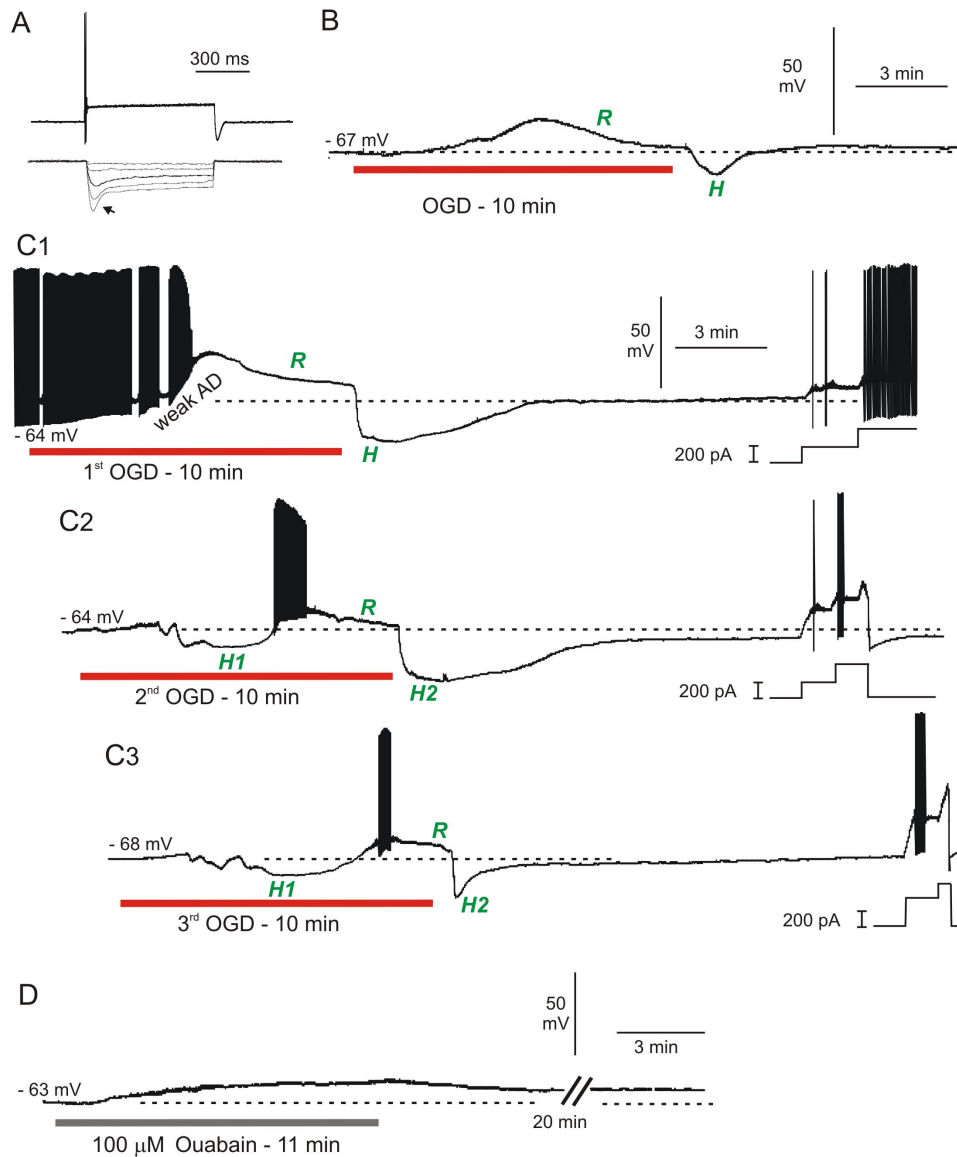 A
300 ms
B
50
mV
3 min
- 67 mV
R
H
OGD - 10 min
C1
50
mV
3 min
R
weak AD
- 64 mV
H
200 pA
1st OGD - 10 min
C2
- 64 mV
R
H1
H2
200 pA
2nd OGD - 10 min
C3
- 68 mV
R
H1
H2
200 pA
3rd OGD - 10 min
D
50
mV
3 min
- 63 mV
20 min
100 μM Ouabain - 11 min